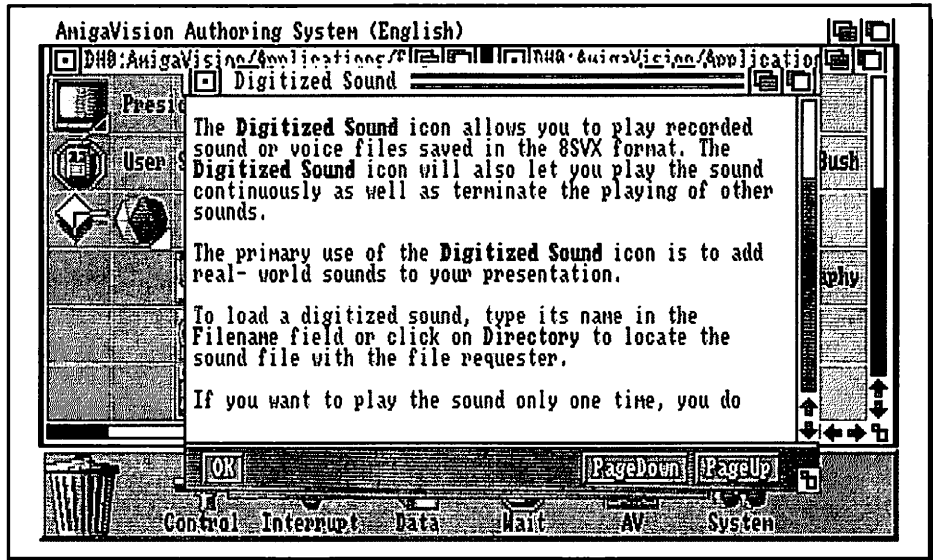 AmigaVision Authoring System (English)
DH0:AmigaVision/Applications/
DH0:AmigaVision/Application
Digitized Sound
Presid
User S
Bush
aphy
The Digitized Sound icon allows you to play recorded
sound or voice files saved in the 8SVX format. The
Digitized Sound icon will also let you play the sound
continuously as well as terminate the playing of other
sounds.
The primary use of the Digitized Sound icon is to add
real- world sounds to your presentation.
To load a digitized sound, type its name in the
Filename field or click on Directory to locate the
sound file with the file requester.
If you want to play the sound only one time, you do
OK
PageDown
PageUp
Control Interrupt Data Wait AV System